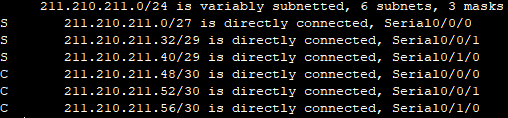 211.210.211.0/24 is variably subnetted, 6 subnets, 3 masks
S 211.210.211.0/27 is directly connected, Serial0/0/0
S 211.210.211.32/29 is directly connected, Serial0/0/1
S 211.210.211.40/29 is directly connected, Serial0/1/0
C 211.210.211.48/30 is directly connected, Serial0/0/0
C 211.210.211.52/30 is directly connected, Serial0/0/1
C 211.210.211.56/30 is directly connected, Serial0/1/0